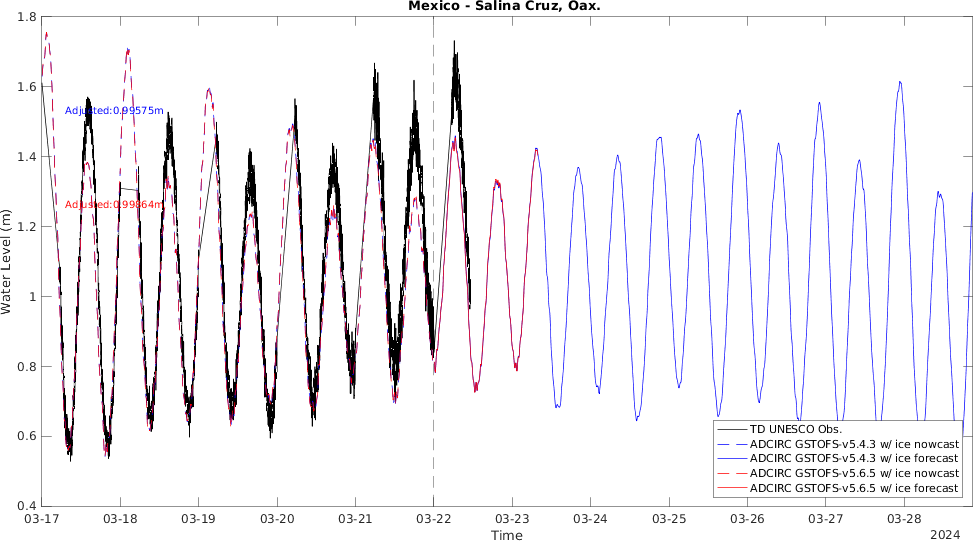 Mexico - Salina Cruz, Oax.
1.8
1.6
1.4
1.2
1
0.8
0.6
0.4
Water Level (m)
Adjusted:0.99575m
Adjusted:0.99864m
TD UNESCO Obs.
ADCIRC GSTOFS-v5.4.3 w/ ice nowcast
ADCIRC GSTOFS-v5.4.3 w/ ice forecast
ADCIRC GSTOFS-v5.6.5 w/ ice nowcast
ADCIRC GSTOFS-v5.6.5 w/ ice forecast
03-17 03-18 03-19 03-20 03-21 03-22 03-23 03-24 03-25 03-26 03-27 03-28
Time
2024